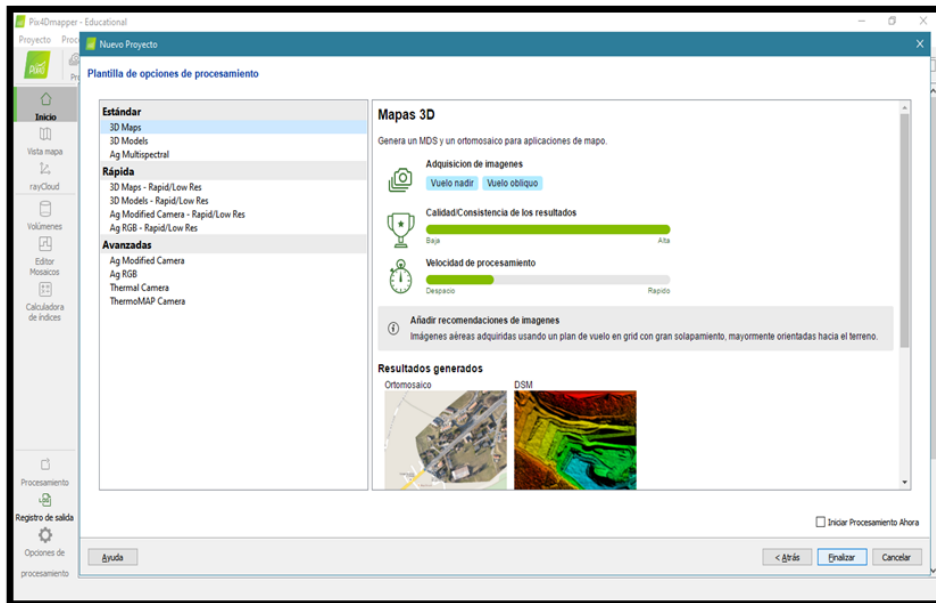 Pix4Dmapper - Educational
Proyecto
Nuevo Proyecto
Plantilla de opciones de procesamiento
Inicio
Vista mapa
rayCloud
Volúmenes
Editor
Mosaicos
Calculadora
de índices
Procesamiento
Registro de salida
Opciones de
procesamiento
Estándar
3D Maps
3D Models
Ag Multispectral
Rápida
3D Maps - Rapid/Low Res
3D Models - Rapid/Low Res
Ag Modified Camera - Rapid/Low Res
Ag RGB - Rapid/Low Res
Avanzadas
Ag Modified Camera
Ag RGB
Thermal Camera
ThermoMAP Camera
Mapas 3D
Genera un MDS y un ortomosaico para aplicaciones de mapo.
Adquisicion de imagenes
Vuelo nadir Vuelo obliquo
Calidad/Consistencia de los resultados
Baja Alta
Velocidad de procesamiento
Despacio Rapido
Añadir recomendaciones de imagenes
Imágenes aéreas adquiridas usando un plan de vuelo en grid con gran solapamiento, mayormente orientadas hacia el terreno.
Resultados generados
Ortomosaico DSM
Iniciar Procesamiento Ahora
Ayuda < Atrás Finalizar Cancelar